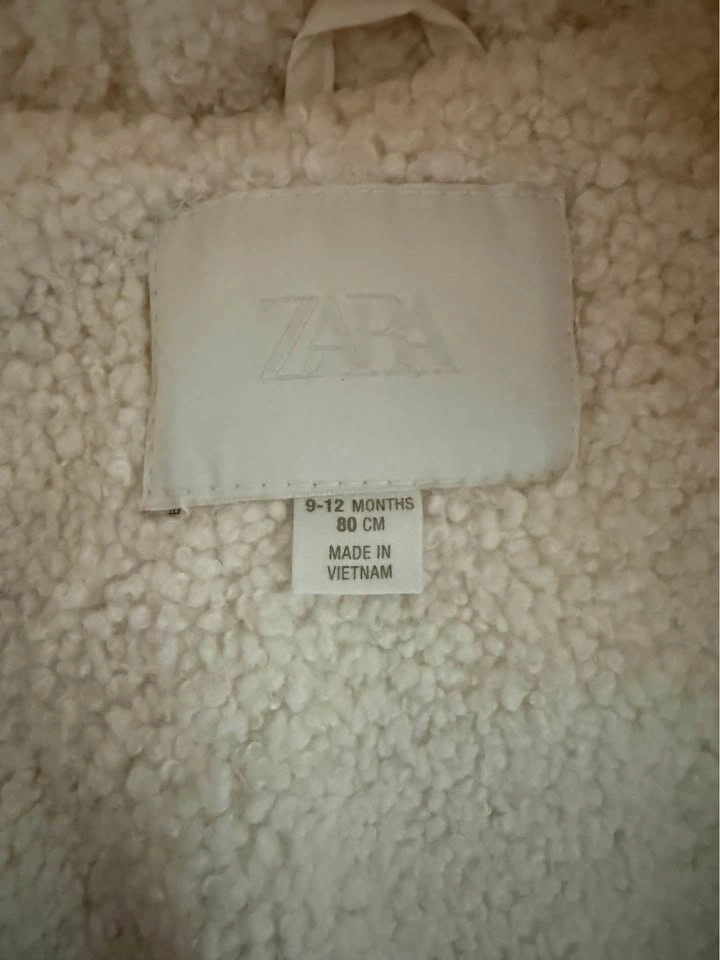 ZARA
9-12 MONTHS
80 CM
MADE IN
VIETNAM